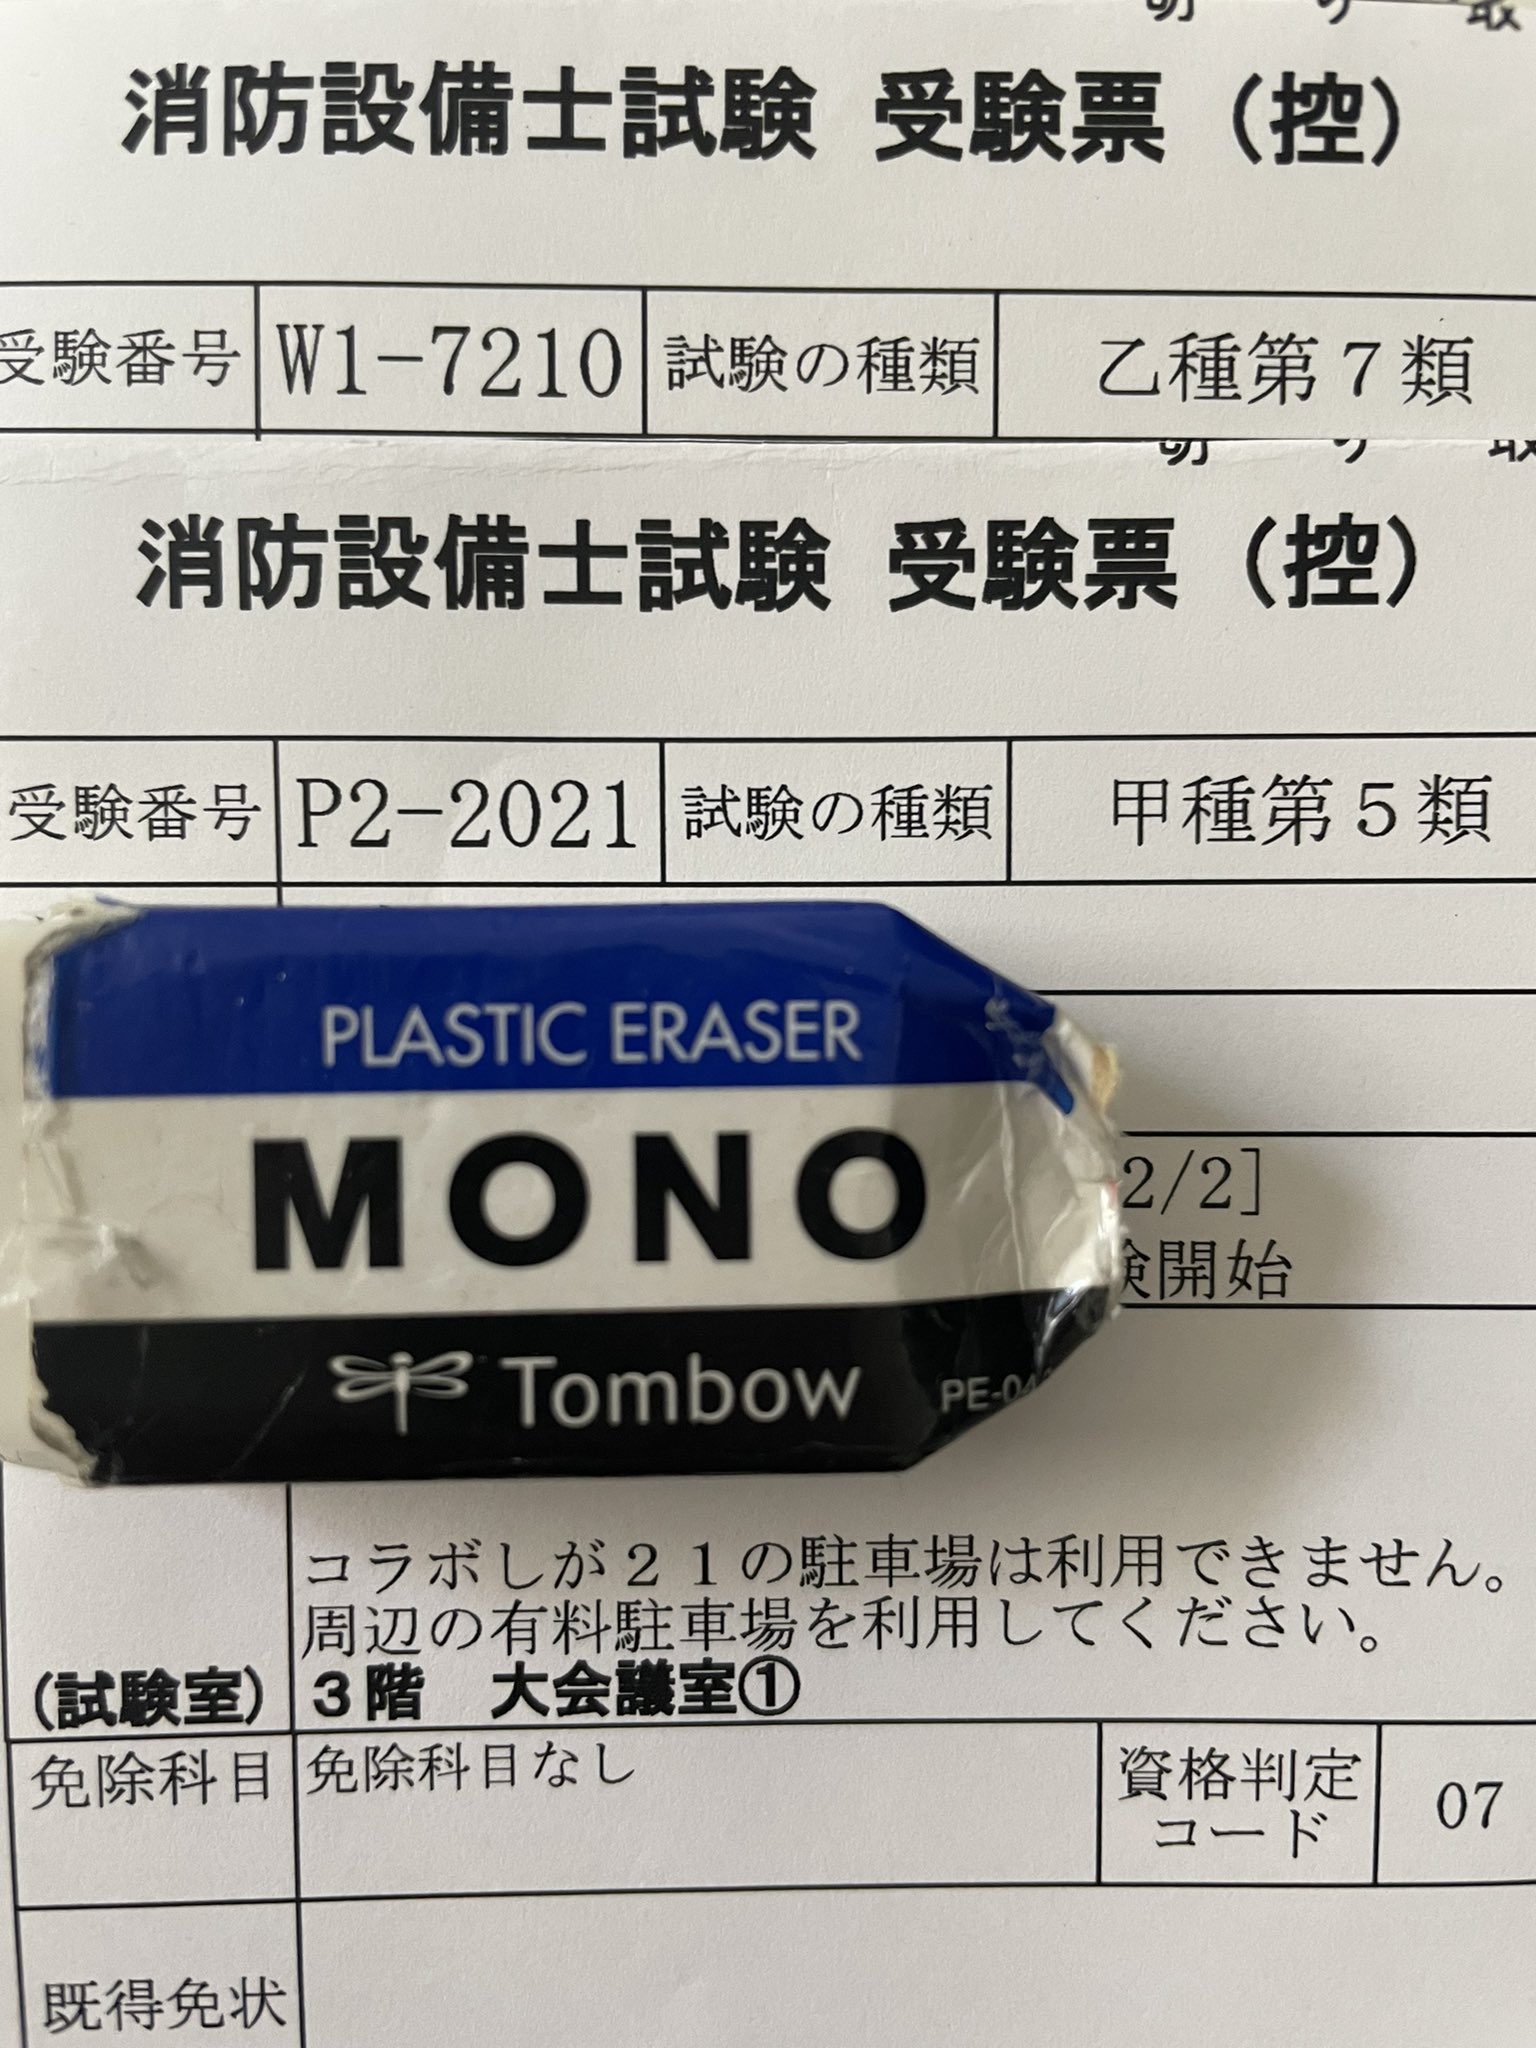 消防設備士試験 受験票（控）
受験番号 W1-7210 試験の種類 乙種第７類
消防設備士試験 受験票（控）
受験番号 P2-2021 試験の種類 甲種第５類
PLASTIC ERASER
MONO
Tombow PE-04
2/2]
験開始
コラボしが２１の駐車場は利用できません。
周辺の有料駐車場を利用してください。
(試験室) ３階　大会議室①
免除科目 免除科目なし 資格判定コード 07
既得免状